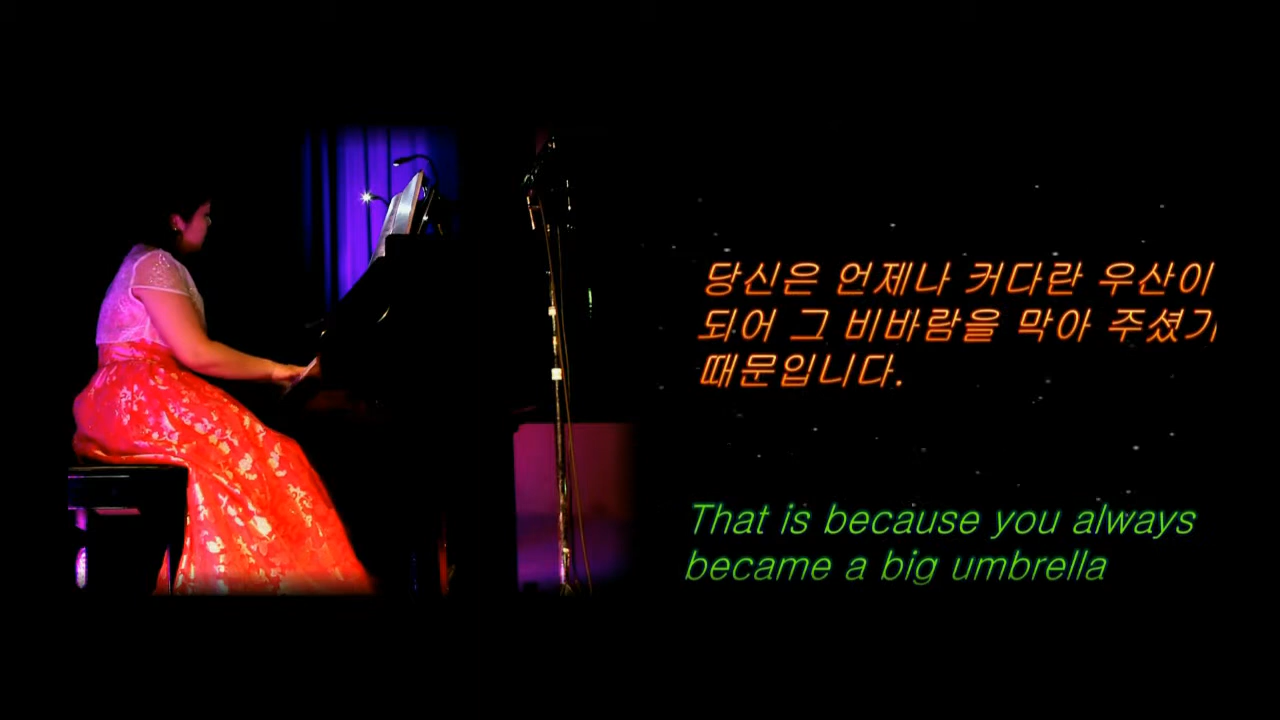 당신은 언제나 커다란 우산이
되어 그 비바람을 막아 주셨기
때문입니다.
That is because you always
became a big umbrella